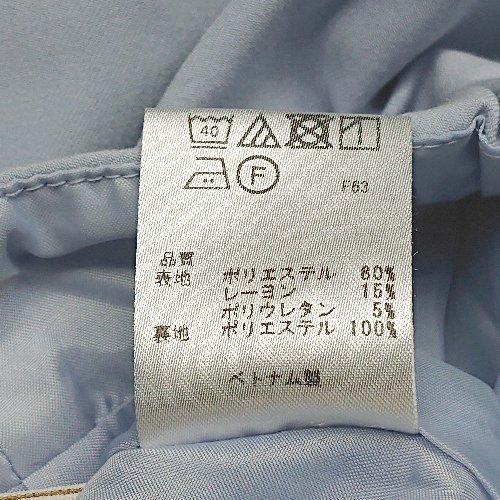 40
F
F63
品質
表地 ポリエステル 80%
レーヨン 15%
ポリウレタン 5%
裏地 ポリエステル 100%
ベトナム製